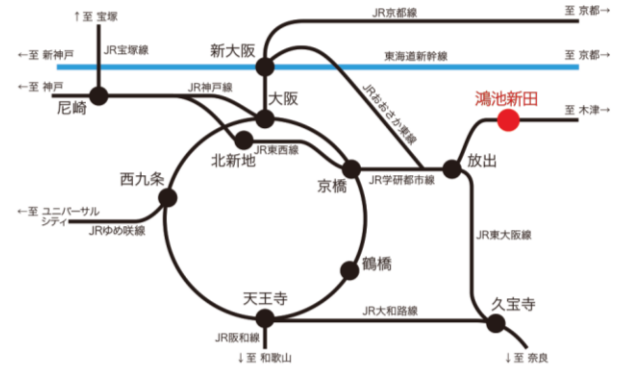 JR京都線
至 京都→
↑至 宝塚
JR宝塚線
新大阪
←至 新神戸
東海道新幹線
至 京都→
←至 神戸
JR神戸線
尼崎
大阪
JRおおさか東線
鴻池新田
至 木津→
北新地
JR東西線
京橋
JR学研都市線
放出
西九条
←至 ユニバーサル
シティ
JRゆめ咲線
JR東大阪線
鶴橋
天王寺
JR大和路線
久宝寺
JR阪和線
↓至 和歌山
↓至 奈良